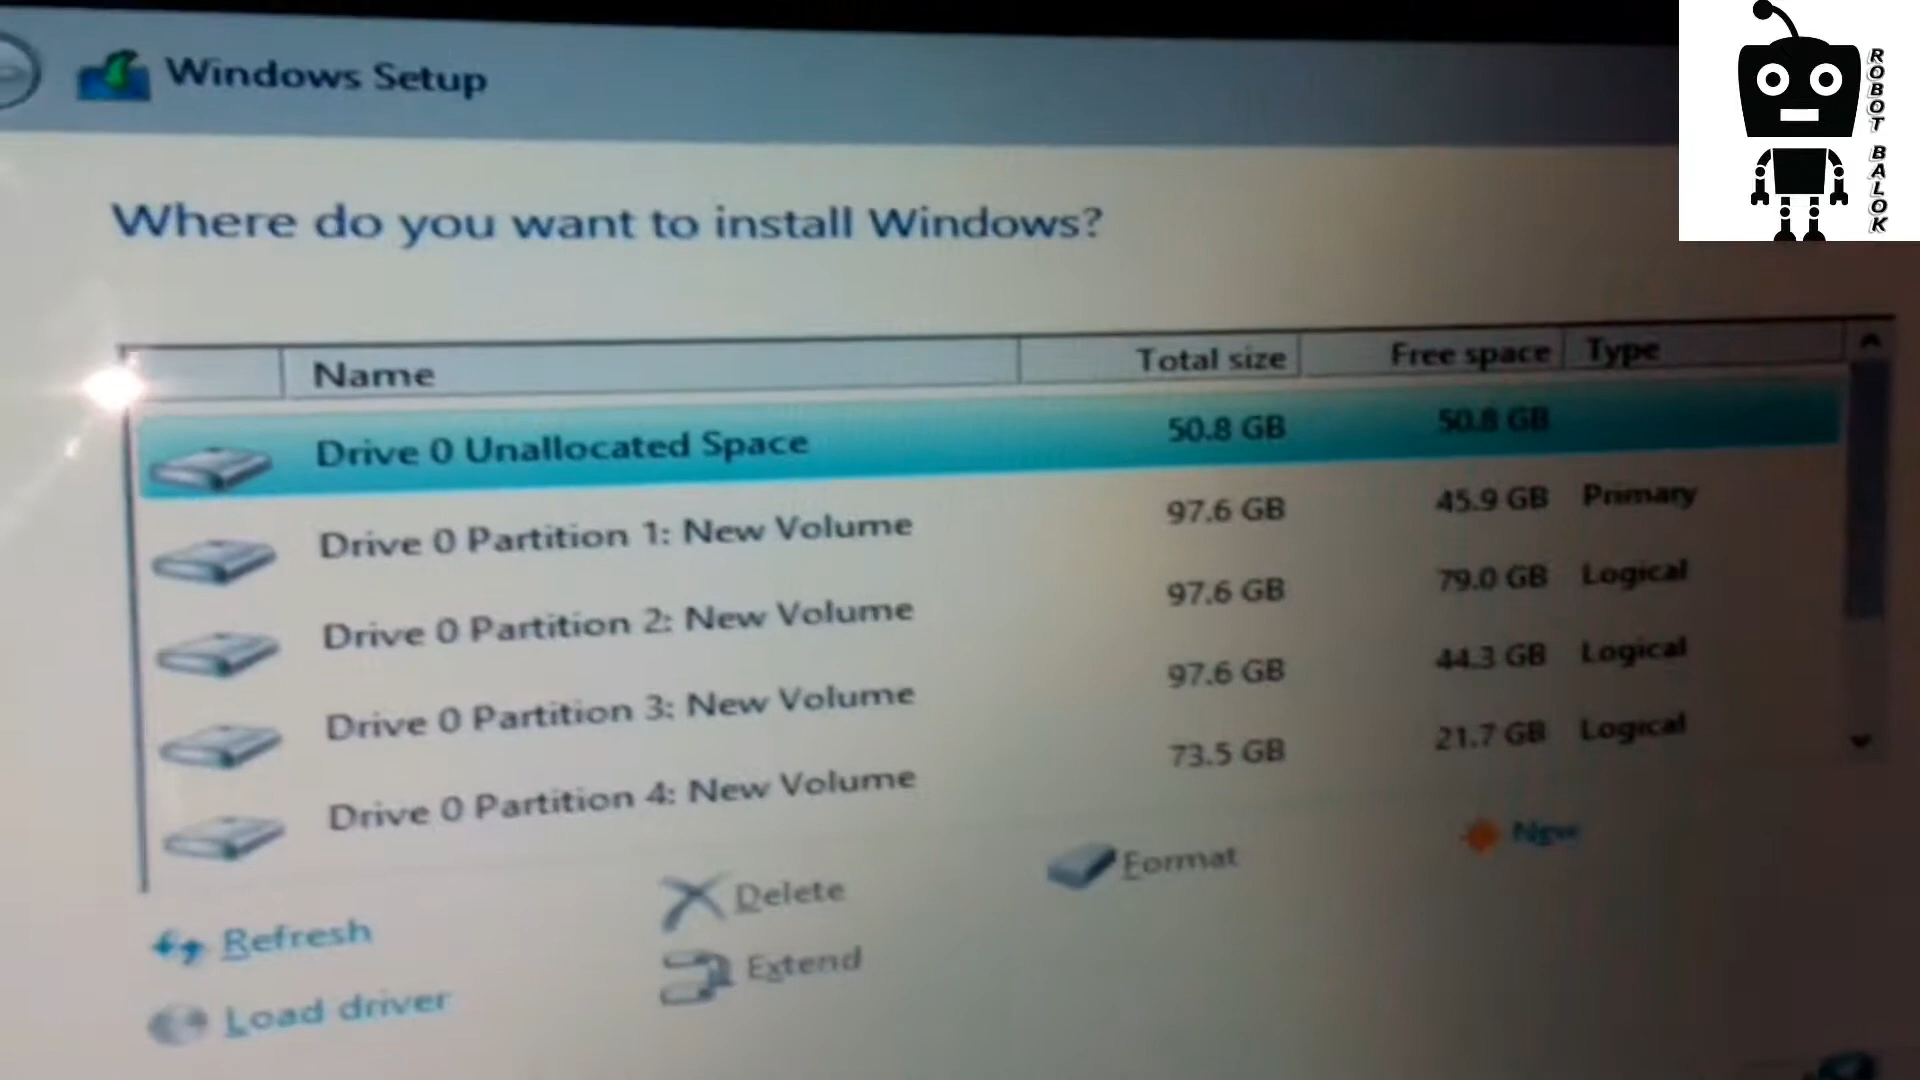 Windows Setup
ROBOT BALOK
Where do you want to install Windows?
Name Total size Free space Type
Drive 0 Unallocated Space 50.8 GB 50.8 GB
Drive 0 Partition 1: New Volume 97.6 GB 45.9 GB Primary
Drive 0 Partition 2: New Volume 97.6 GB 79.0 GB Logical
Drive 0 Partition 3: New Volume 97.6 GB 44.3 GB Logical
Drive 0 Partition 4: New Volume 73.5 GB 21.7 GB Logical
Refresh Delete Format New
Load driver Extend